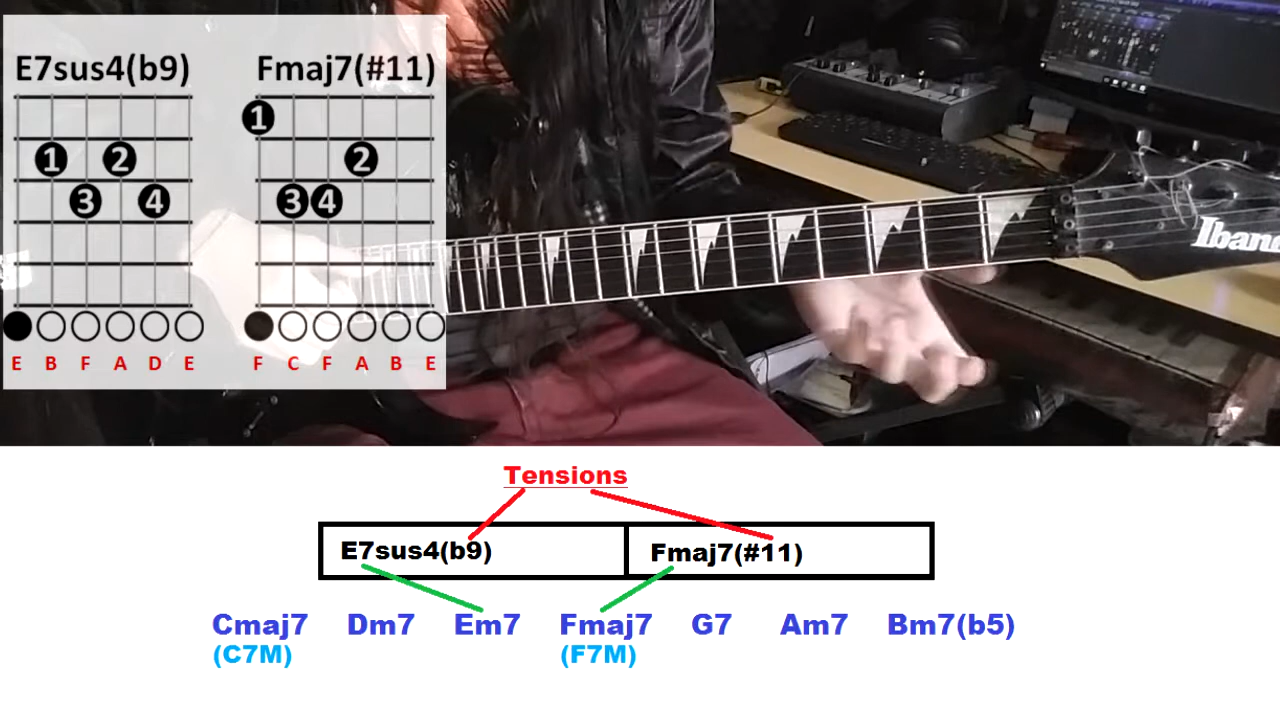 E7sus4(b9) Fmaj7(#11)
1
1 2 2
3 4 3 4
E B F A D E F C F A B E
Tensions
E7sus4(b9) Fmaj7(#11)
Cmaj7 Dm7 Em7 Fmaj7 G7 Am7 Bm7(b5)
(C7M) (F7M)